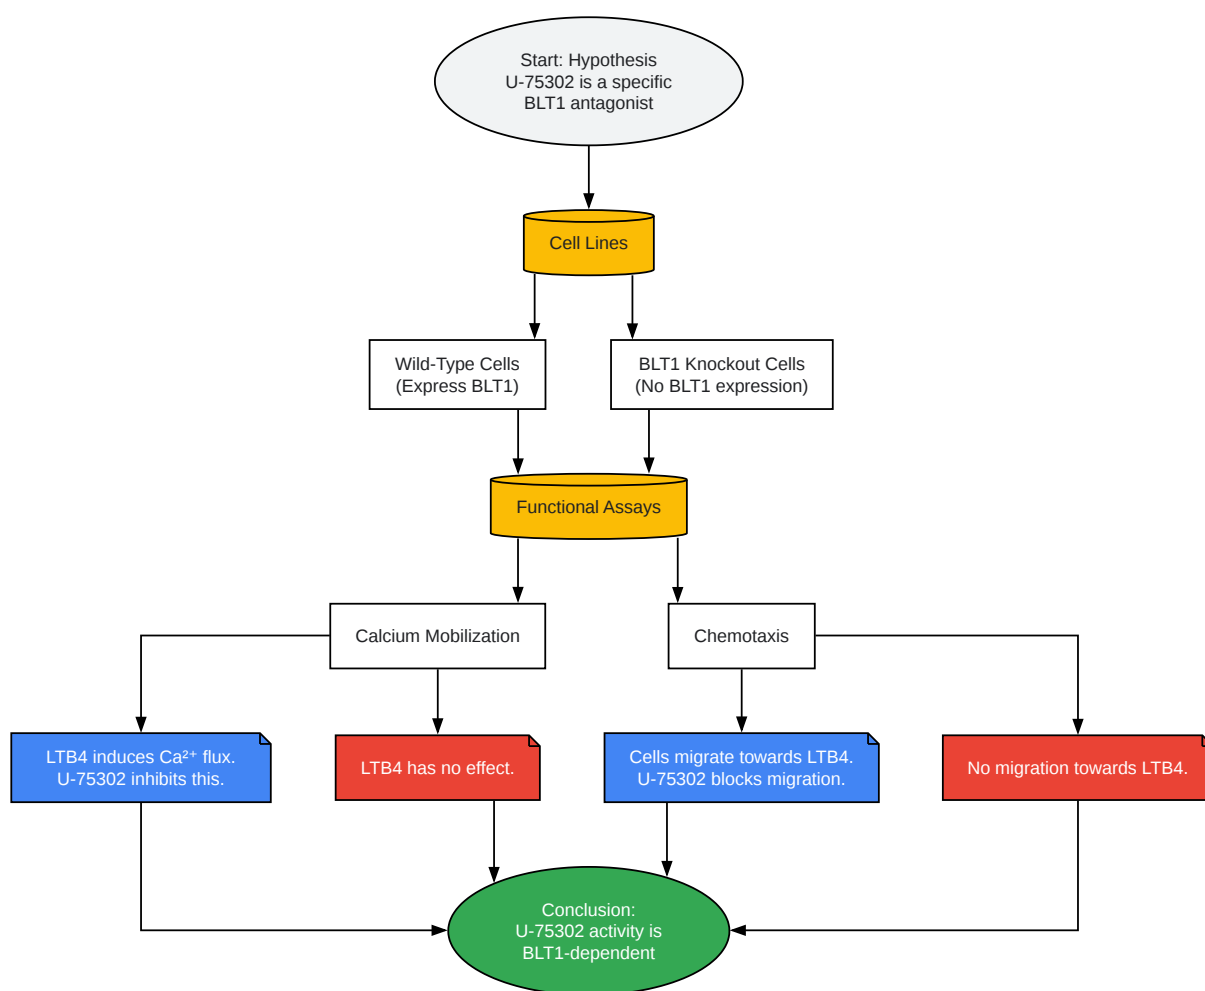 Start: Hypothesis
U-75302 is a specific
BLT1 antagonist
Cell Lines
Wild-Type Cells
(Express BLT1)
BLT1 Knockout Cells
(No BLT1 expression)
Functional Assays
Calcium Mobilization
Chemotaxis
LTB4 induces Ca²⁺ flux.
U-75302 inhibits this.
LTB4 has no effect.
Cells migrate towards LTB4.
U-75302 blocks migration.
No migration towards LTB4.
Conclusion:
U-75302 activity is
BLT1-dependent